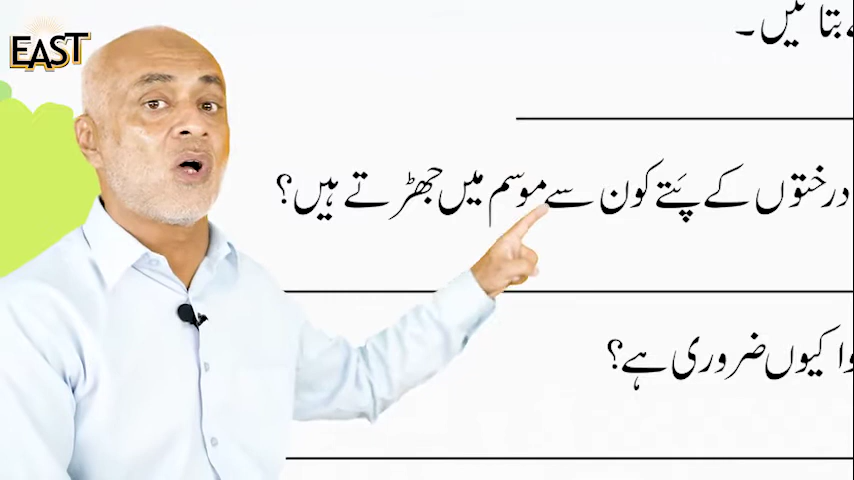 EAST
بتائیں۔
درختوں کے پتے کون سے موسم میں جھڑتے ہیں؟
کیوں ضروری ہے؟